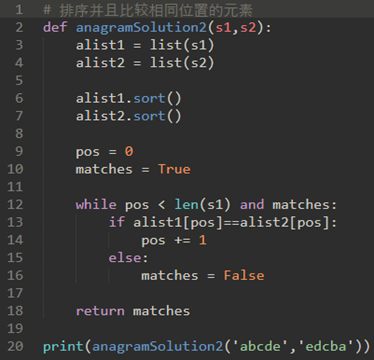 1 # 排序并且比较相同位置的元素
2 def anagramSolution2(s1,s2):
3     alist1 = list(s1)
4     alist2 = list(s2)
5
6     alist1.sort()
7     alist2.sort()
8
9     pos = 0
10     matches = True
11
12     while pos < len(s1) and matches:
13         if alist1[pos]==alist2[pos]:
14             pos += 1
15         else:
16             matches = False
17
18     return matches
19
20 print(anagramSolution2('abcde','edcba'))